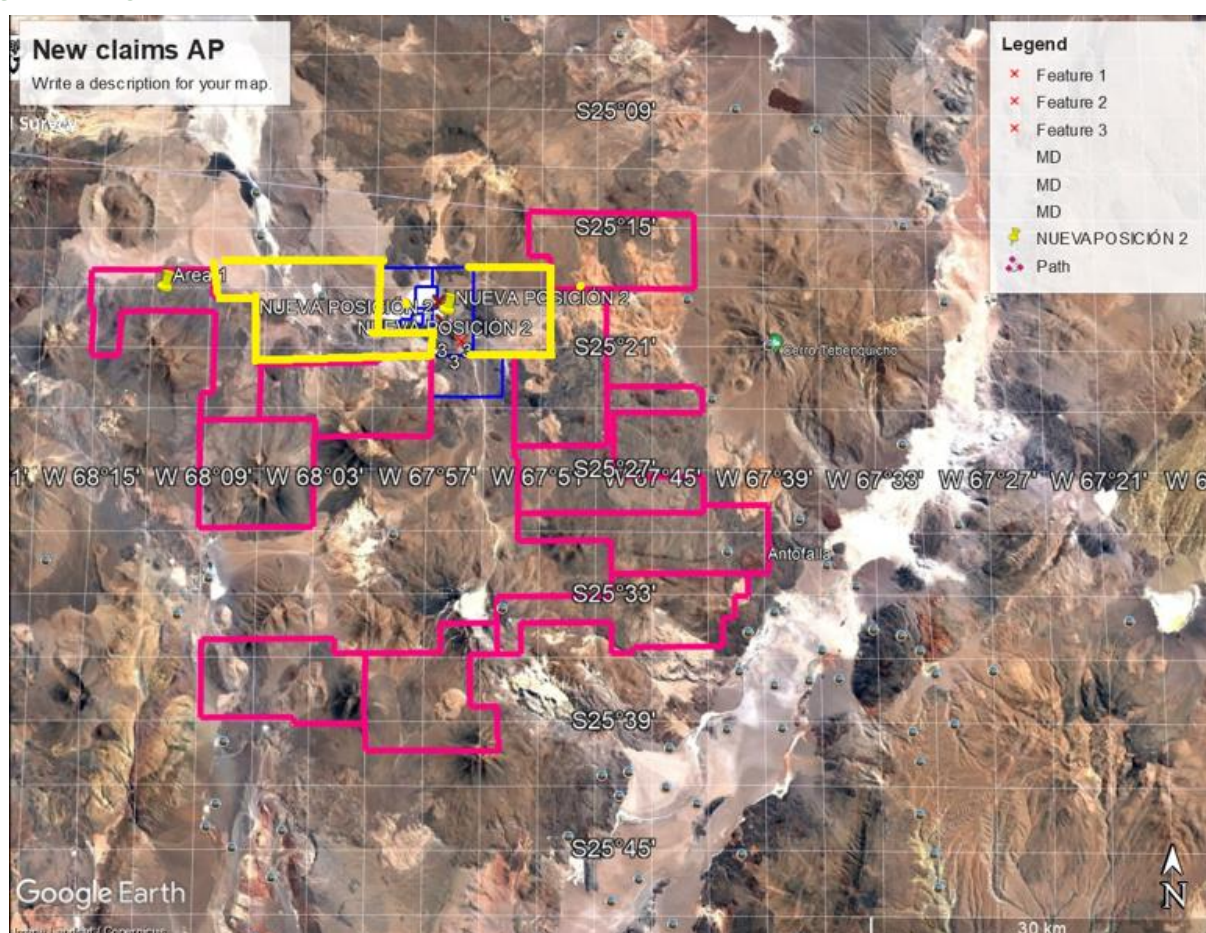 New claims AP
Write a description for your map.
Legend
Feature 1
Feature 2
Feature 3
MD
MD
MD
NUEVAPOSICIÓN 2
Path
S25°09'
S25°15'
Area 1
NUEVA POSICIÓN 2
NUEVA POSICIÓN 2
NUEVA POSICIÓN 2
3
3
3
S25°21'
Cerro Tebenquicho
W 68°15'
W 68°09'
W 68°03'
W 67°57'
W 67°51'
S25°27'
W 67°45'
W 67°39'
W 67°33'
W 67°27'
W 67°21'
Antofalla
S25°33'
S25°39'
S25°45'
Google Earth
N
30 km